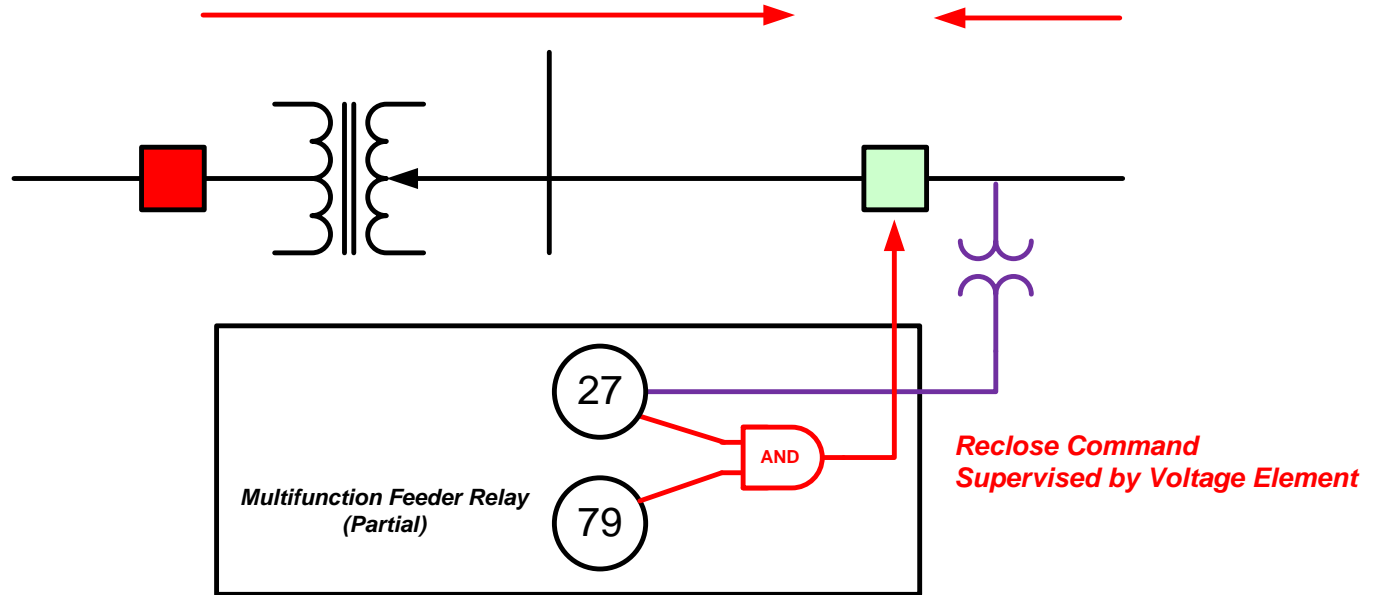 27
AND
Reclose Command
Supervised by Voltage Element
Multifunction Feeder Relay
(Partial)
79